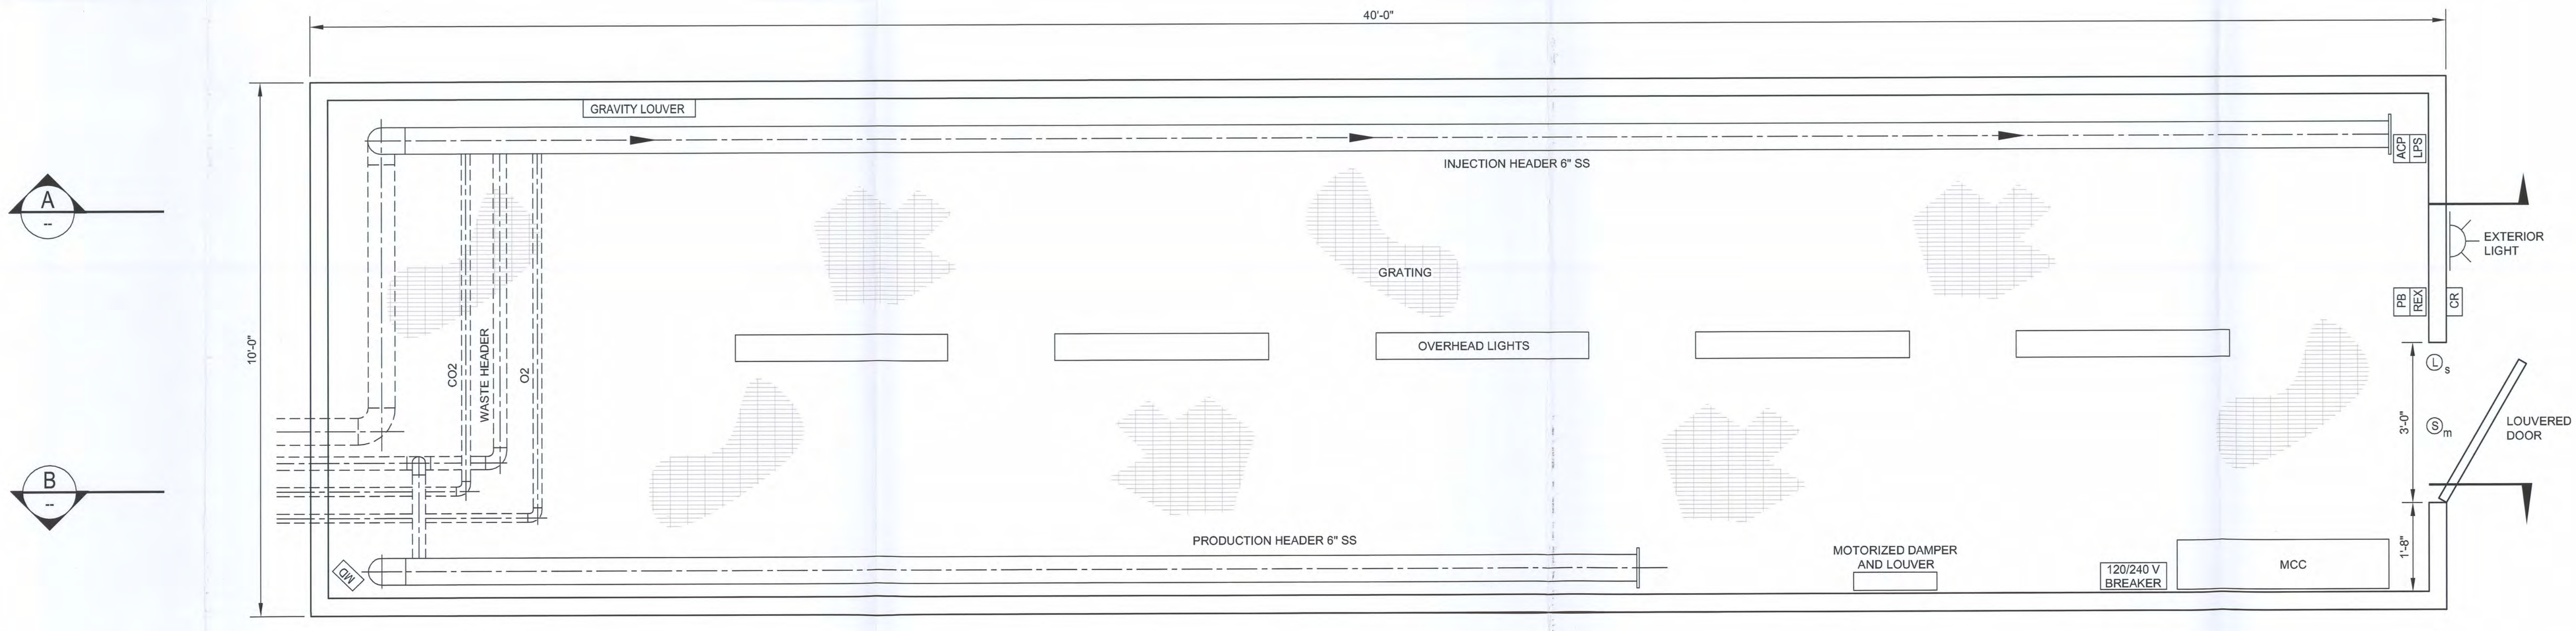 40'-0"
GRAVITY LOUVER
ACP
LPS
INJECTION HEADER 6" SS
A
--
EXTERIOR
LIGHT
GRATING
PB
REX
CR
10'-0"
OVERHEAD LIGHTS
CO2
WASTE HEADER
O2
L s
3'-0"
S m
LOUVERED
DOOR
B
--
PRODUCTION HEADER 6" SS
MOTORIZED DAMPER
AND LOUVER
1'-8"
MD
120/240 V
BREAKER
MCC